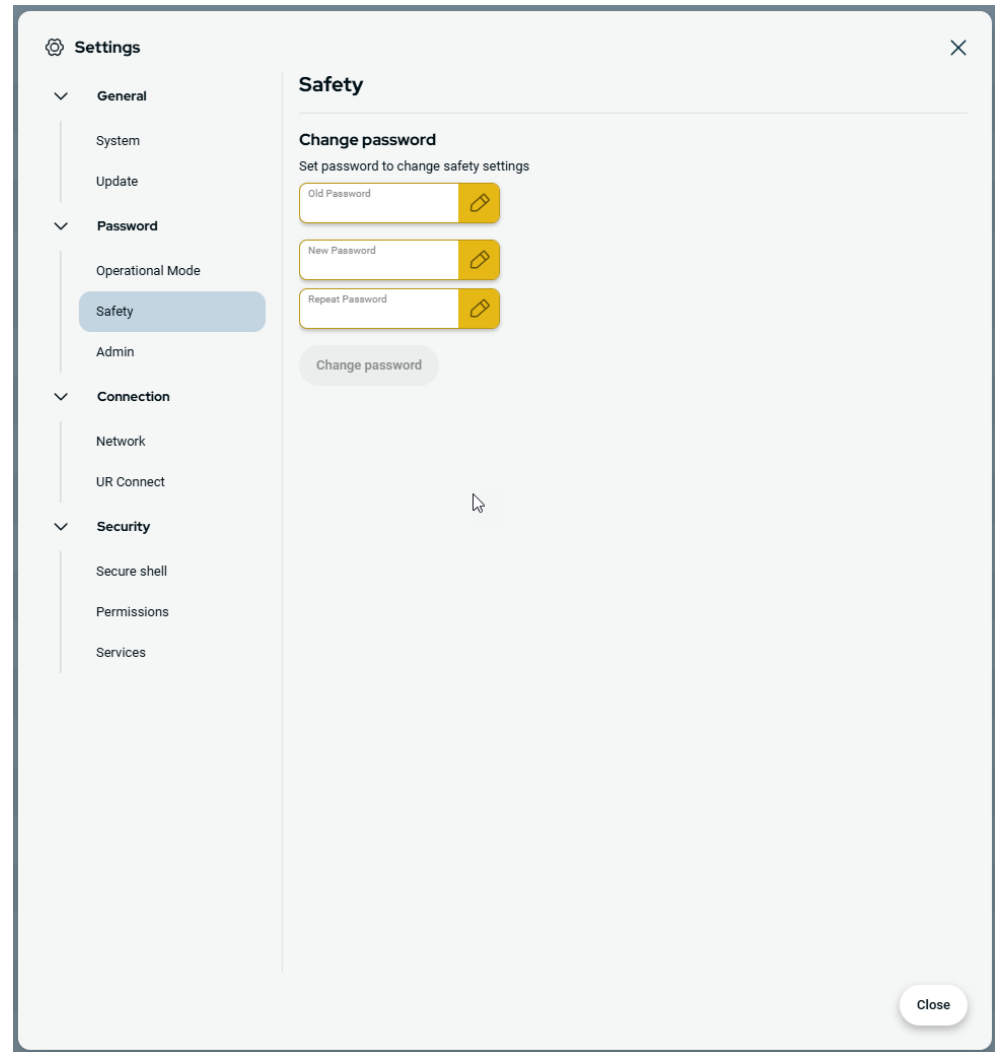 Settings
General
System
Update
Password
Operational Mode
Safety
Admin
Connection
Network
UR Connect
Security
Secure shell
Permissions
Services
Safety
Change password
Set password to change safety settings
Old Password
New Password
Repeat Password
Change password
Close